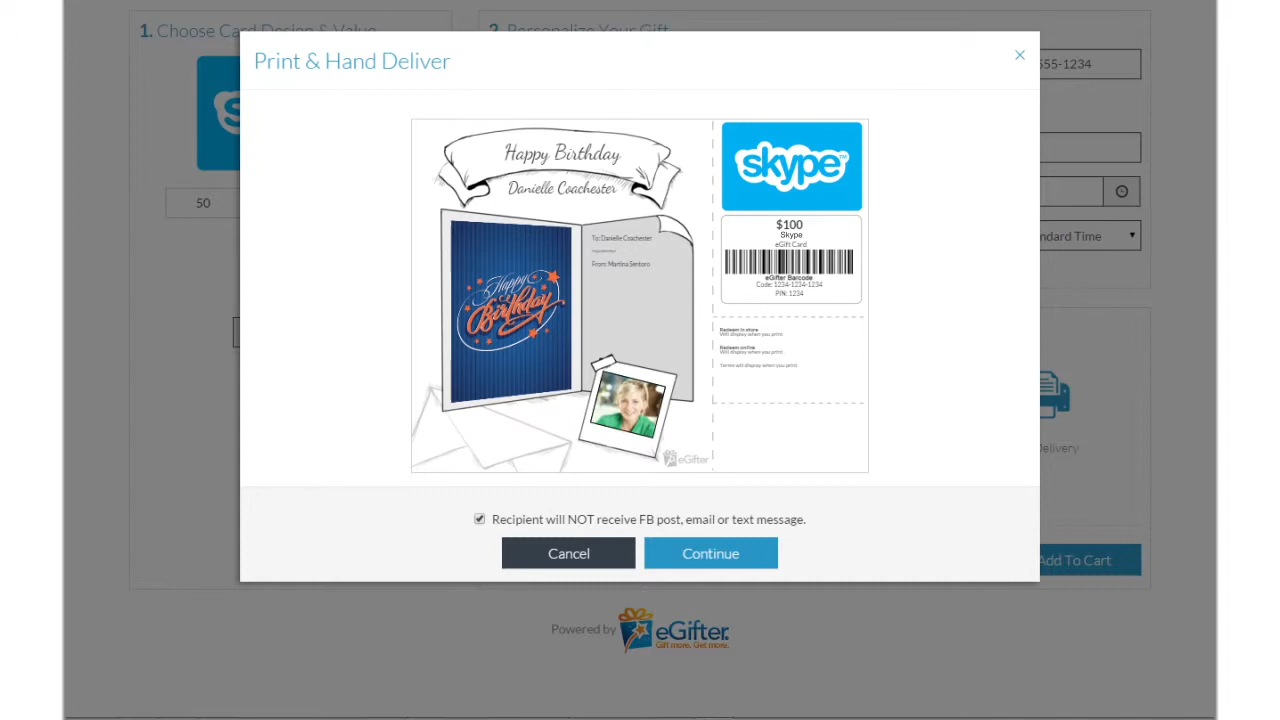 1. Choose Card Design & Value
2. Personalize Your Gift
Print & Hand Deliver
×
555-1234
50
ndard Time
Delivery
Add To Cart
Happy Birthday
Danielle Coachester
Happy
Birthday
To: Danielle Coachester
From: Martina Sentoro
eGifter
skype™
$100
Skype
eGift Card
eGifter Barcode
Code: 1234-1234-1234
PIN: 1234
Redeem in store
Will display when you print
Redeem online
Will display when you print
Terms will display when you print
Recipient will NOT receive FB post, email or text message.
Cancel
Continue
Powered by eGifter
Gift more. Get more.